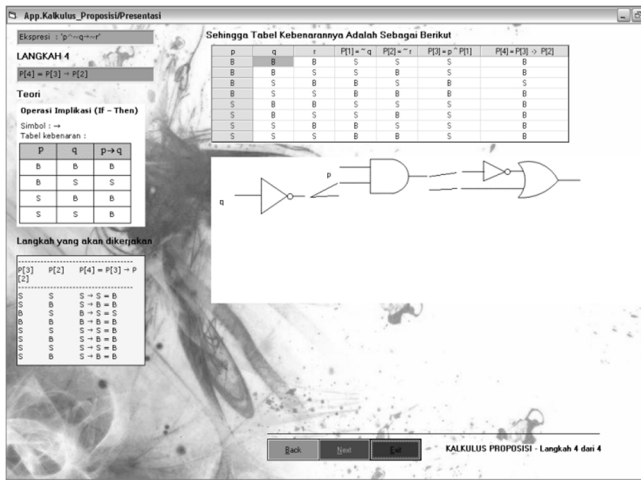 App.Kalkulus_Proposisi/Presentasi
Ekspresi : 'p^~q→~r'
LANGKAH 4
P[4] = P[3] → P[2]
Teori
Operasi Implikasi (If - Then)
Simbol : →
Tabel kebenaran :
p q p→q
B B B
B S S
S B B
S S B
Langkah yang akan dikerjakan
P[3] P[2] P[4] = P[3] → P
[2]
S S S → S = B
S B S → B = B
B S B → S = S
B B B → B = B
S S S → S = B
S B S → B = B
S S S → S = B
S B S → B = B
Sehingga Tabel Kebenarannya Adalah Sebagai Berikut
p q r P[1] = ~ q P[2] = ~ r P[3] = p ^ P[1] P[4] = P[3] -> P[2]
B B B S S S B
B B S S B S B
B S B B S B S
B S S B B B B
S B B S S S B
S B S S B S B
S S B B S S B
S S S B B S B
p
q
Back Next Exit
KALKULUS PROPOSISI - Langkah 4 dari 4